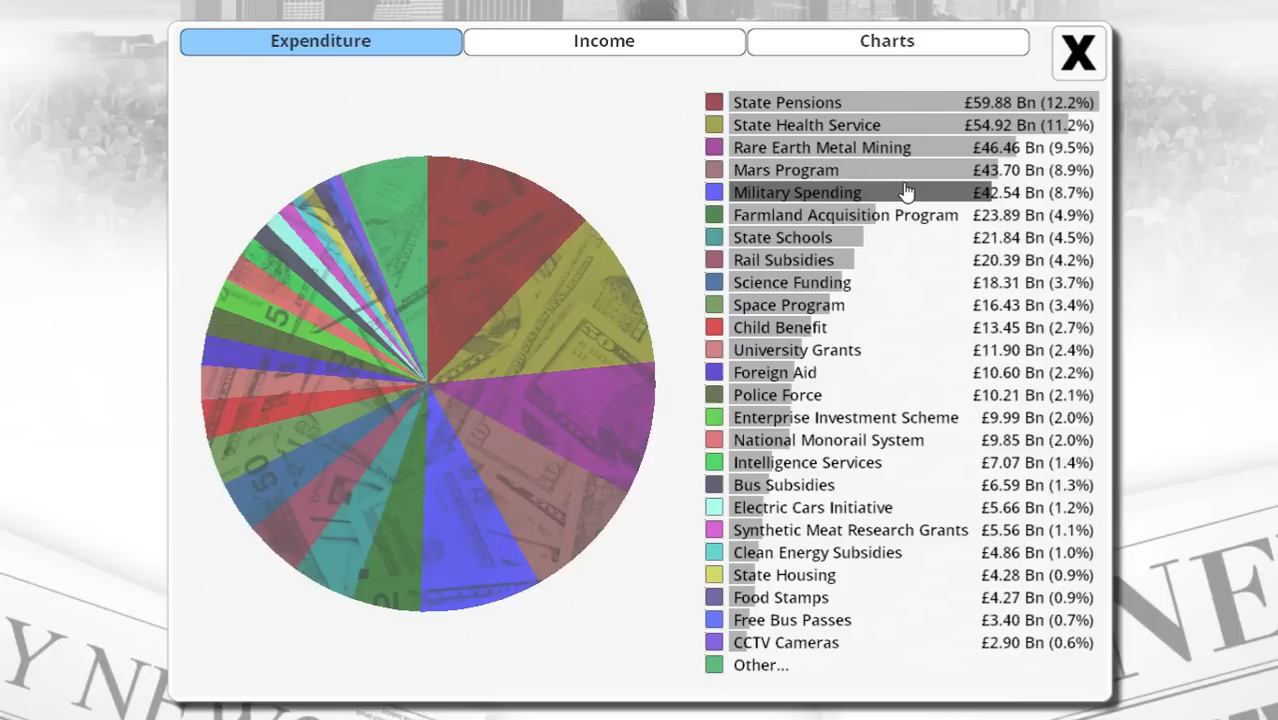 Expenditure
Income
Charts
X
State Pensions £59.88 Bn (12.2%)
State Health Service £54.92 Bn (11.2%)
Rare Earth Metal Mining £46.46 Bn (9.5%)
Mars Program £43.70 Bn (8.9%)
Military Spending £42.54 Bn (8.7%)
Farmland Acquisition Program £23.89 Bn (4.9%)
State Schools £21.84 Bn (4.5%)
Rail Subsidies £20.39 Bn (4.2%)
Science Funding £18.31 Bn (3.7%)
Space Program £16.43 Bn (3.4%)
Child Benefit £13.45 Bn (2.7%)
University Grants £11.90 Bn (2.4%)
Foreign Aid £10.60 Bn (2.2%)
Police Force £10.21 Bn (2.1%)
Enterprise Investment Scheme £9.99 Bn (2.0%)
National Monorail System £9.85 Bn (2.0%)
Intelligence Services £7.07 Bn (1.4%)
Bus Subsidies £6.59 Bn (1.3%)
Electric Cars Initiative £5.66 Bn (1.2%)
Synthetic Meat Research Grants £5.56 Bn (1.1%)
Clean Energy Subsidies £4.86 Bn (1.0%)
State Housing £4.28 Bn (0.9%)
Food Stamps £4.27 Bn (0.9%)
Free Bus Passes £3.40 Bn (0.7%)
CCTV Cameras £2.90 Bn (0.6%)
Other...